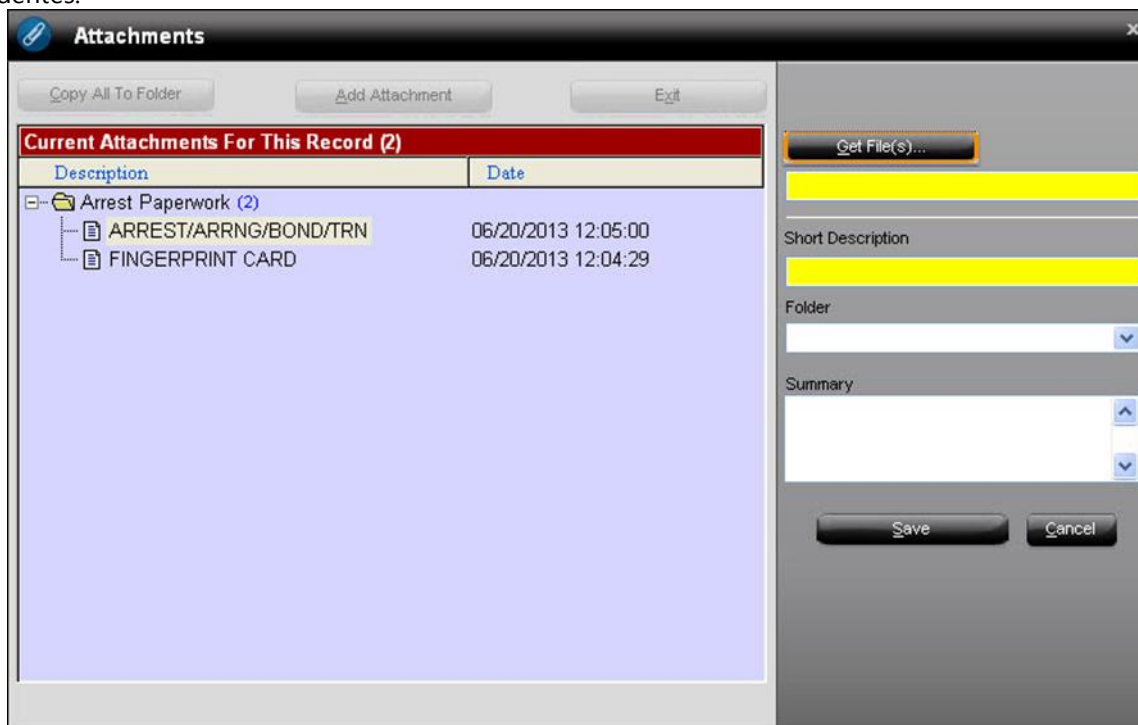 Attachments
Copy All To Folder Add Attachment Exit
Current Attachments For This Record (2)
Description Date
Arrest Paperwork (2)
ARREST/ARRNG/BOND/TRN 06/20/2013 12:05:00
FINGERPRINT CARD 06/20/2013 12:04:29
Get File(s)...
Short Description
Folder
Summary
Save Cancel